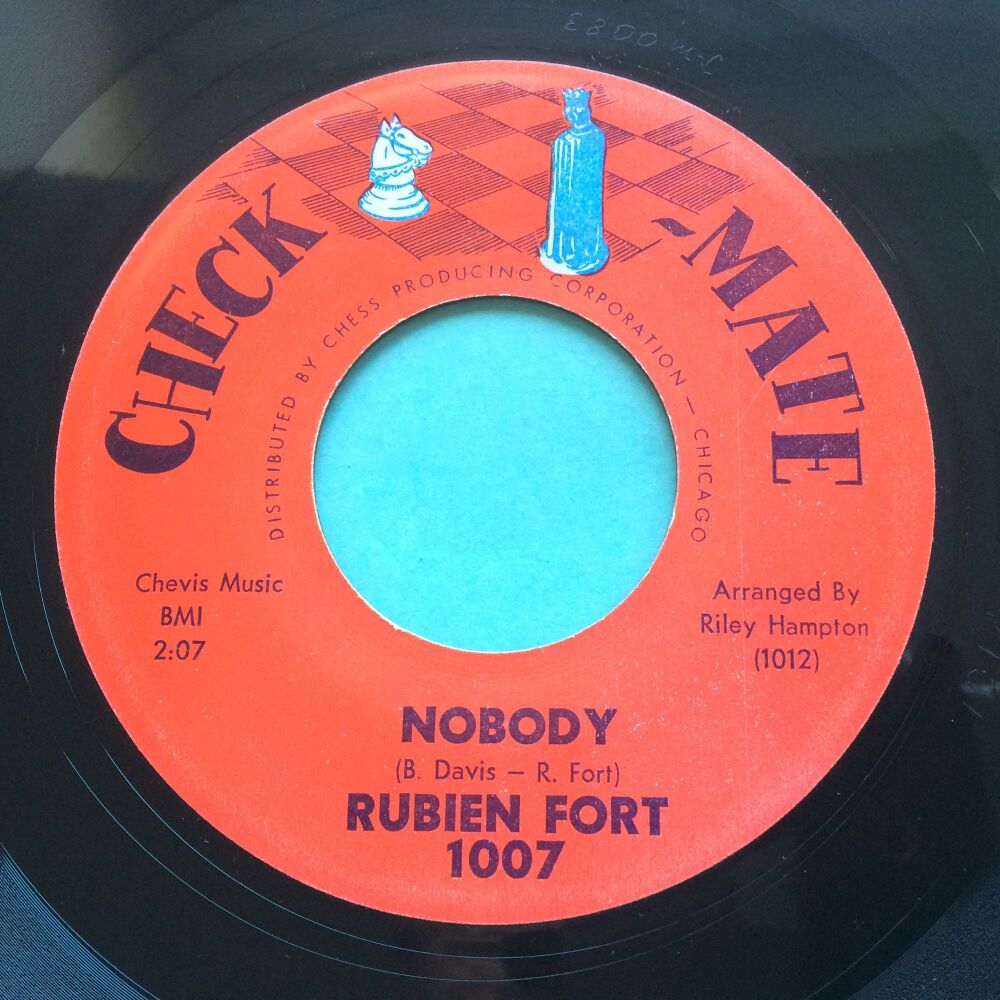 CHECK-MATE
DISTRIBUTED BY CHESS PRODUCING CORPORATION — CHICAGO
Chevis Music
BMI
2:07
Arranged By
Riley Hampton
(1012)
NOBODY
(B. Davis — R. Fort)
RUBIEN FORT
1007